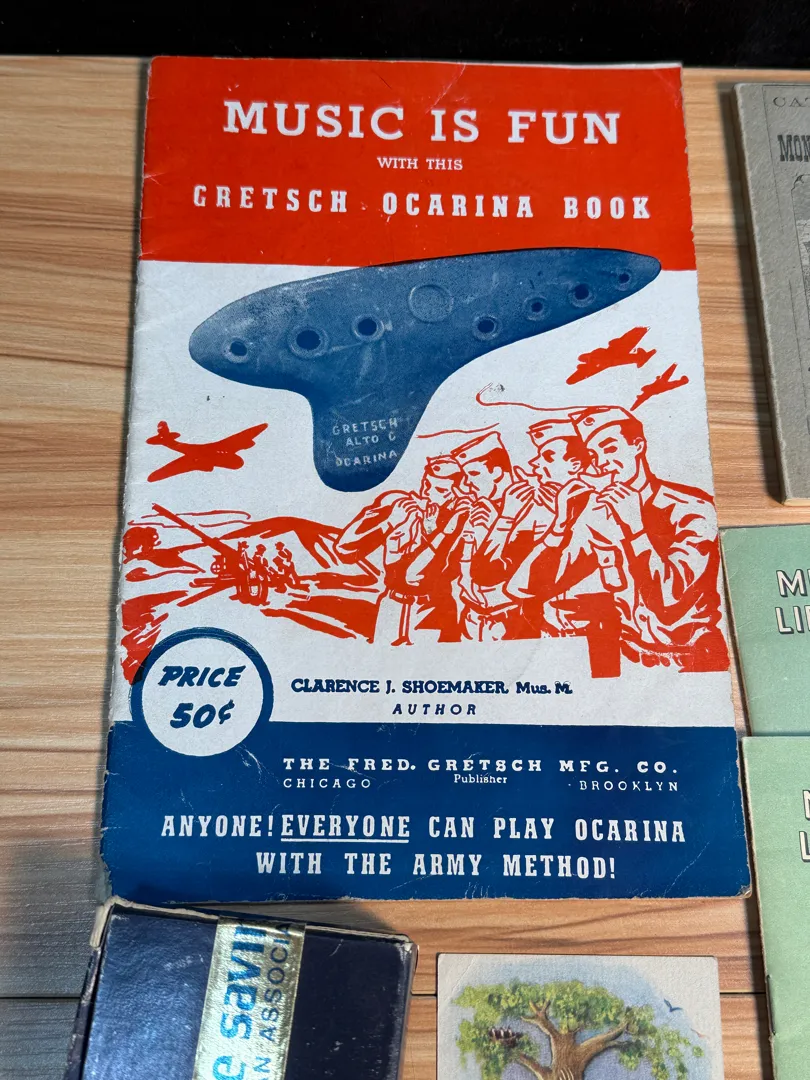 MUSIC IS FUN
WITH THIS
GRETSCH OCARINA BOOK
GRETSCH
ALTO C
OCARINA
PRICE
50¢
CLARENCE J. SHOEMAKER, Mus. M.
AUTHOR
THE FRED. GRETSCH MFG. CO.
CHICAGO Publisher BROOKLYN
ANYONE! EVERYONE CAN PLAY OCARINA
WITH THE ARMY METHOD!